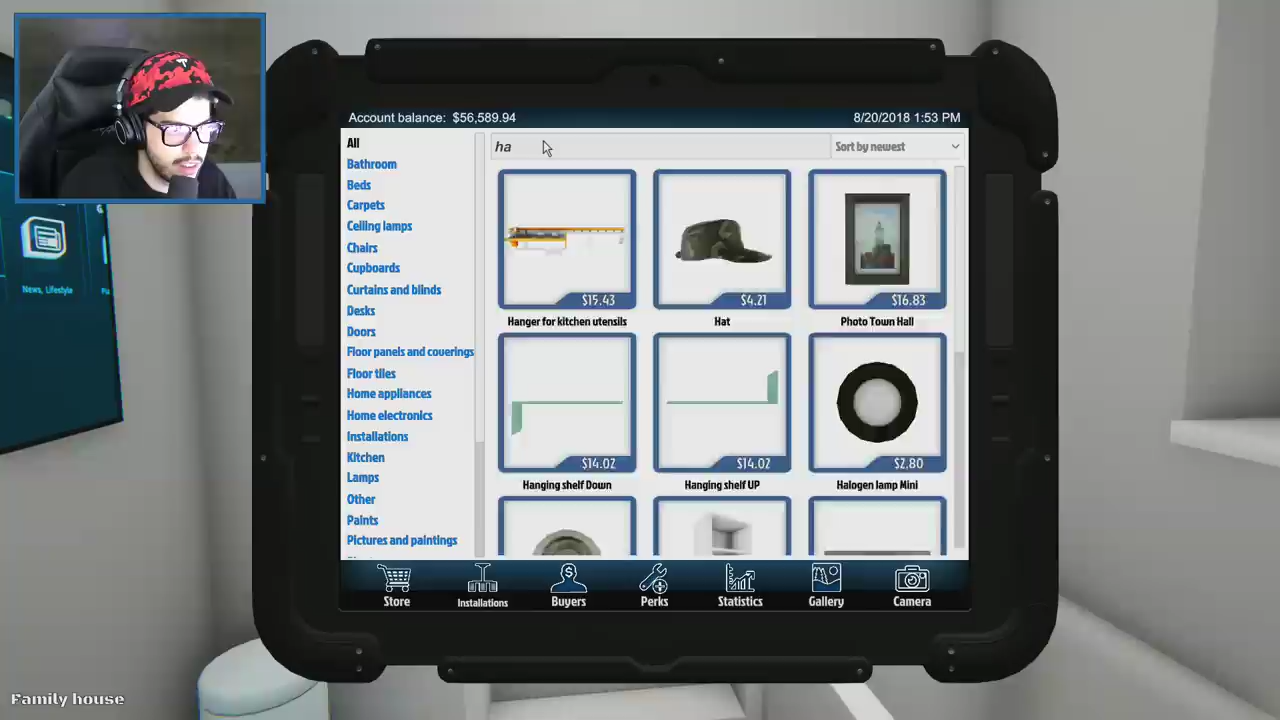 Account balance: $56,589.94
8/20/2018 1:53 PM
All
Bathroom
Beds
Carpets
Ceiling lamps
Chairs
Cupboards
Curtains and blinds
Desks
Doors
Floor panels and coverings
Floor tiles
Home appliances
Home electronics
Installations
Kitchen
Lamps
Other
Paints
Pictures and paintings
ha
Sort by newest
$15.43
$4.21
$16.83
Hanger for kitchen utensils
Hat
Photo Town Hall
$14.02
$14.02
$2.80
Hanging shelf Down
Hanging shelf UP
Halogen lamp Mini
Store
Installations
Buyers
Perks
Statistics
Gallery
Camera
News, Lifestyle
Family house